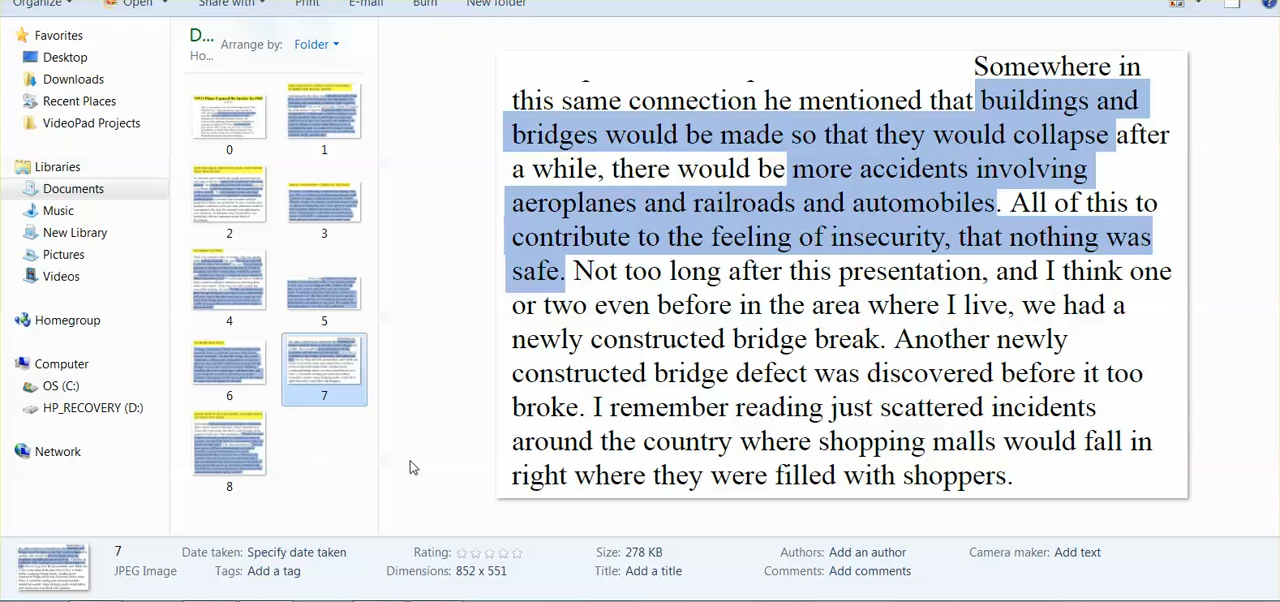 Organize
Open
Share with
Print
E-mail
Burn
New folder
Favorites
Desktop
Downloads
Recent Places
VideoPad Projects
Libraries
Documents
Music
New Library
Pictures
Videos
Homegroup
Computer
OS (C:)
HP_RECOVERY (D:)
Network
D...
Ho...
Arrange by: Folder
0
1
2
3
4
5
6
7
8
Somewhere in
this same connection he mentioned that buildings and
bridges would be made so that they would collapse after
a while, there would be more accidents involving
aeroplanes and railroads and automobiles. All of this to
contribute to the feeling of insecurity, that nothing was
safe. Not too long after this presentation, and I think one
or two even before in the area where I live, we had a
newly constructed bridge break. Another newly
constructed Bridge defect was discovered before it too
broke. I remember reading just scattered incidents
around the country where shopping malls would fall in
right where they were filled with shoppers.
7
JPEG Image
Date taken: Specify date taken
Tags: Add a tag
Rating:
Dimensions:
Size: 278 KB
Title: Add a title
Authors: Add an author
Comments: Add comments
Camera maker: Add text